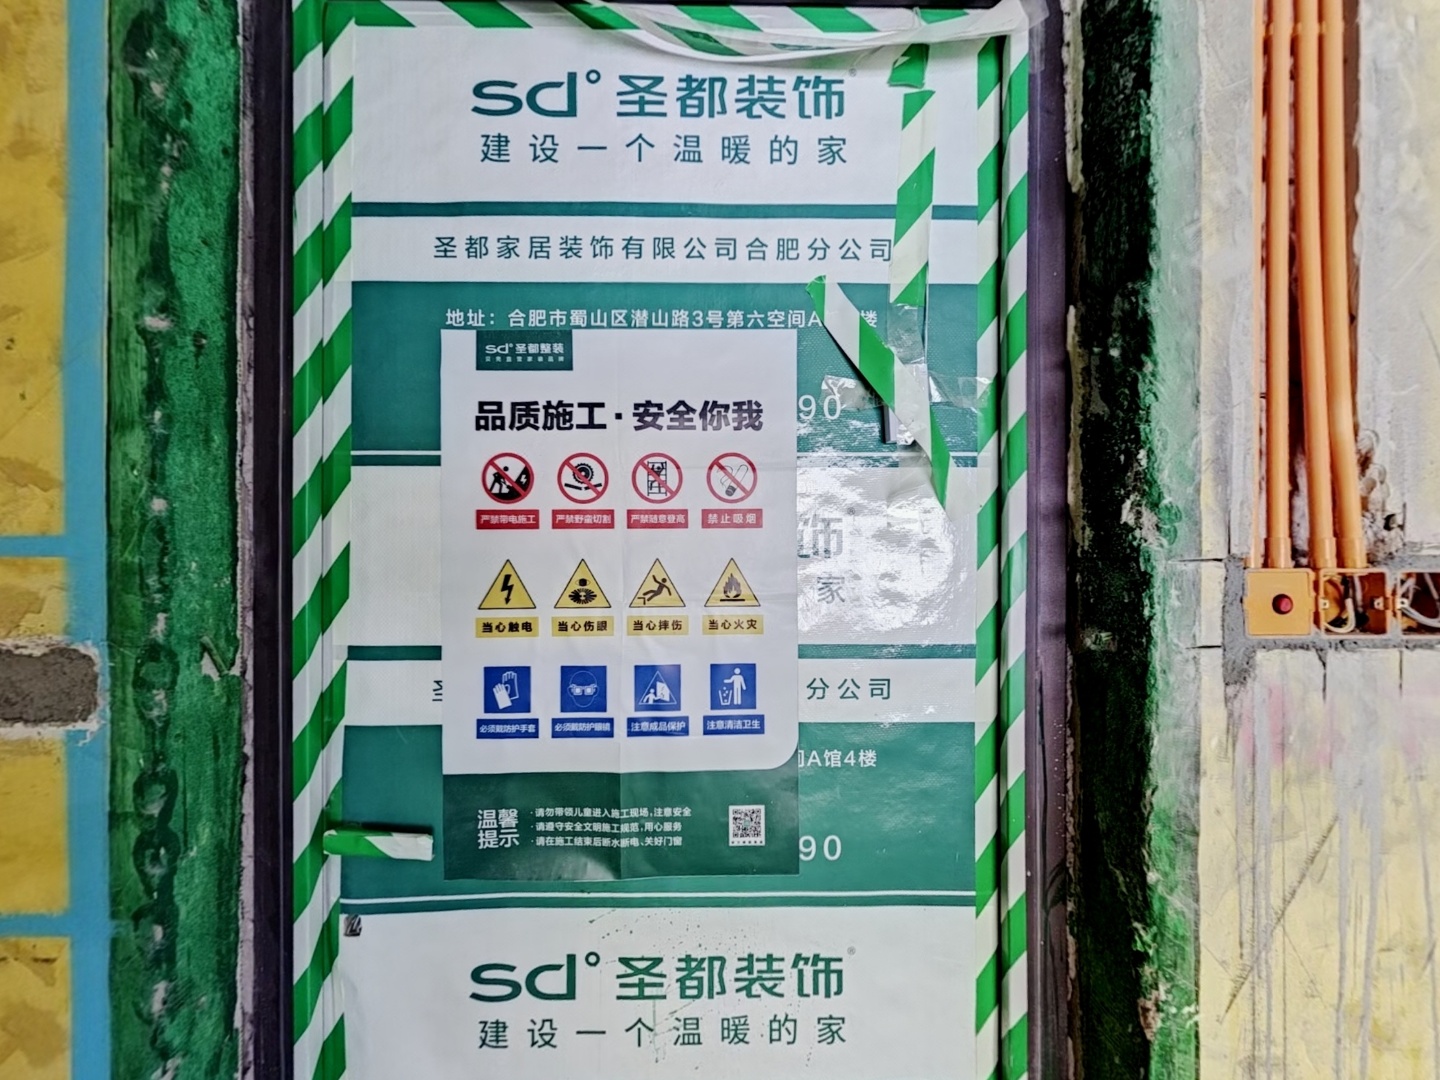 sd°圣都装饰®
建设一个温暖的家
圣都家居装饰有限公司合肥分公司
地址：合肥市蜀山区潜山路3号第六空间A 楼
90
sd°圣都整装
品质施工·安全你我
严禁带电施工 严禁野蛮切割 严禁随意登高 禁止吸烟
当心触电 当心伤眼 当心摔伤 当心火灾
必须戴防护手套 必须戴防护眼镜 注意成品保护 注意清洁卫生
温馨提示
·请勿带领儿童进入施工现场，注意安全
·请遵守安全文明施工规范，用心服务
·请在施工结束后断水断电、关好门窗
饰®
家
分公司
间A馆4楼
90
sd°圣都装饰®
建设一个温暖的家